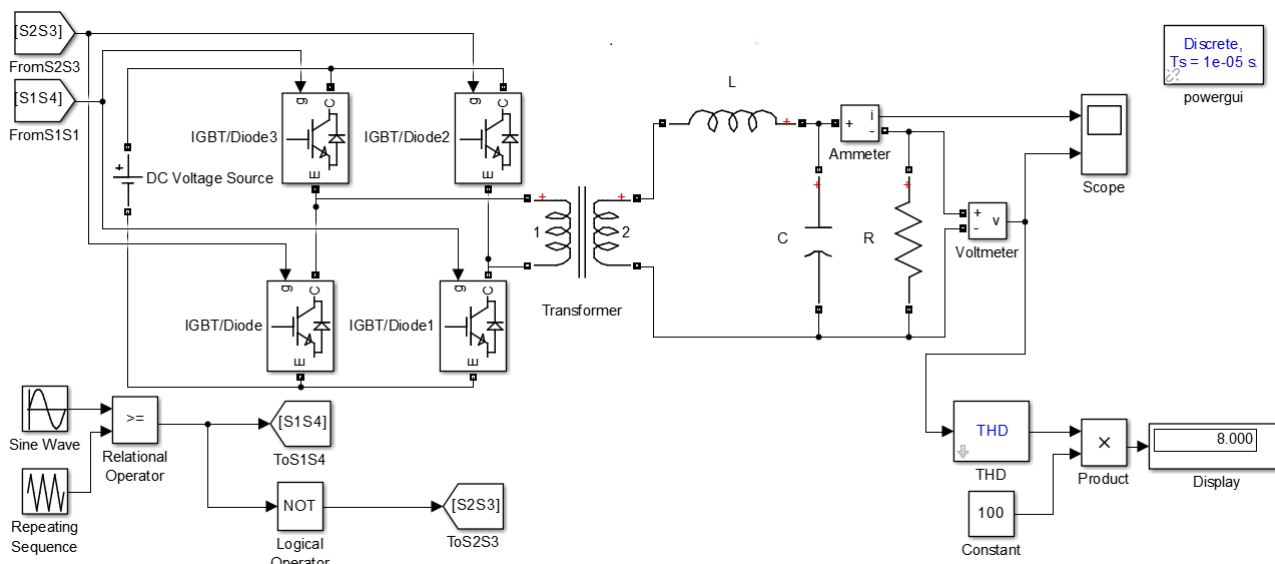 [S2S3]
FromS2S3
[S1S4]
FromS1S1
g
C
E
IGBT/Diode3
g
C
E
IGBT/Diode2
+
DC Voltage Source
g
C
E
IGBT/Diode
g
C
E
IGBT/Diode1
+
1
+
2
Transformer
L
+
+
i
-
Ammeter
+
C
+
R
+
v
-
Voltmeter
Scope
Discrete,
Ts = 1e-05 s.
powergui
Sine Wave
Repeating
Sequence
>=
Relational
Operator
[S1S4]
ToS1S4
NOT
Logical
Operator
[S2S3]
ToS2S3
THD
THD
100
Constant
×
Product
8.000
Display